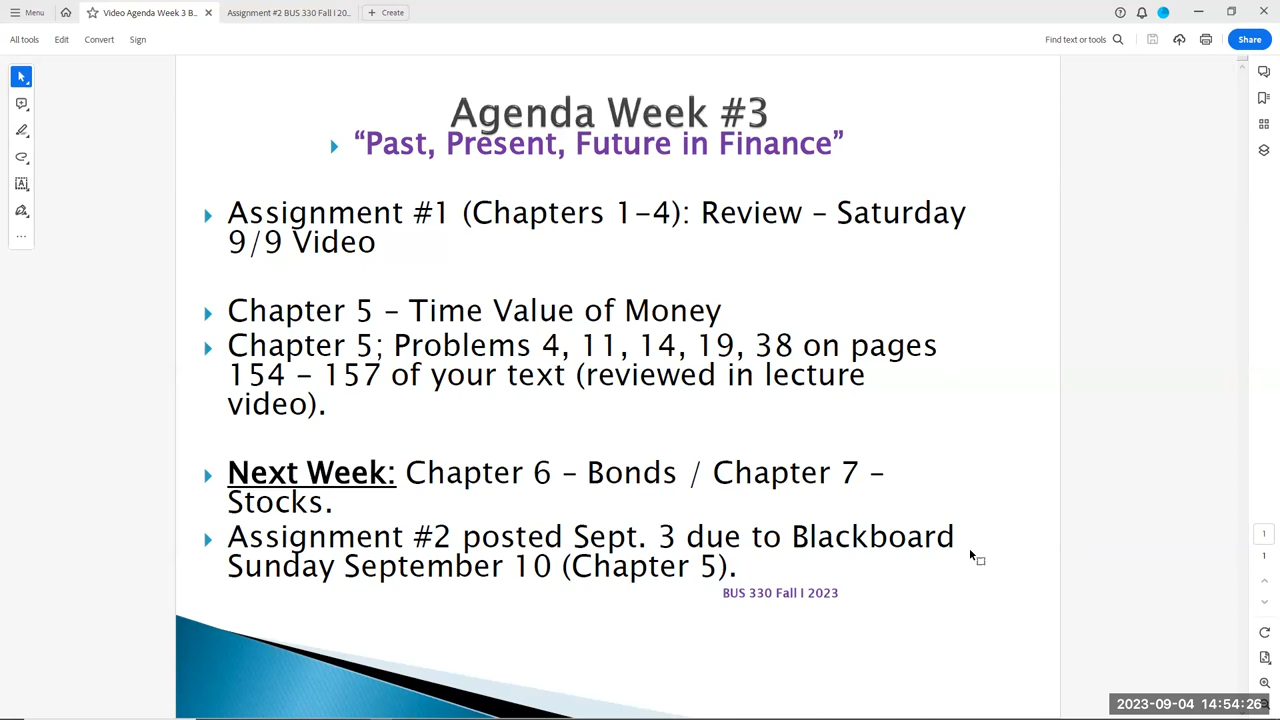 Menu
Video Agenda Week 3 B...
Assignment #2 BUS 330 Fall I 20...
Create
All tools
Edit
Convert
Sign
Find text or tools
Share
Agenda Week #3
“Past, Present, Future in Finance”
Assignment #1 (Chapters 1-4): Review – Saturday
9/9 Video
Chapter 5 – Time Value of Money
Chapter 5; Problems 4, 11, 14, 19, 38 on pages
154 – 157 of your text (reviewed in lecture
video).
Next Week: Chapter 6 – Bonds / Chapter 7 –
Stocks.
Assignment #2 posted Sept. 3 due to Blackboard
Sunday September 10 (Chapter 5).
BUS 330 Fall I 2023
1
1
2023-09-04 14:54:26